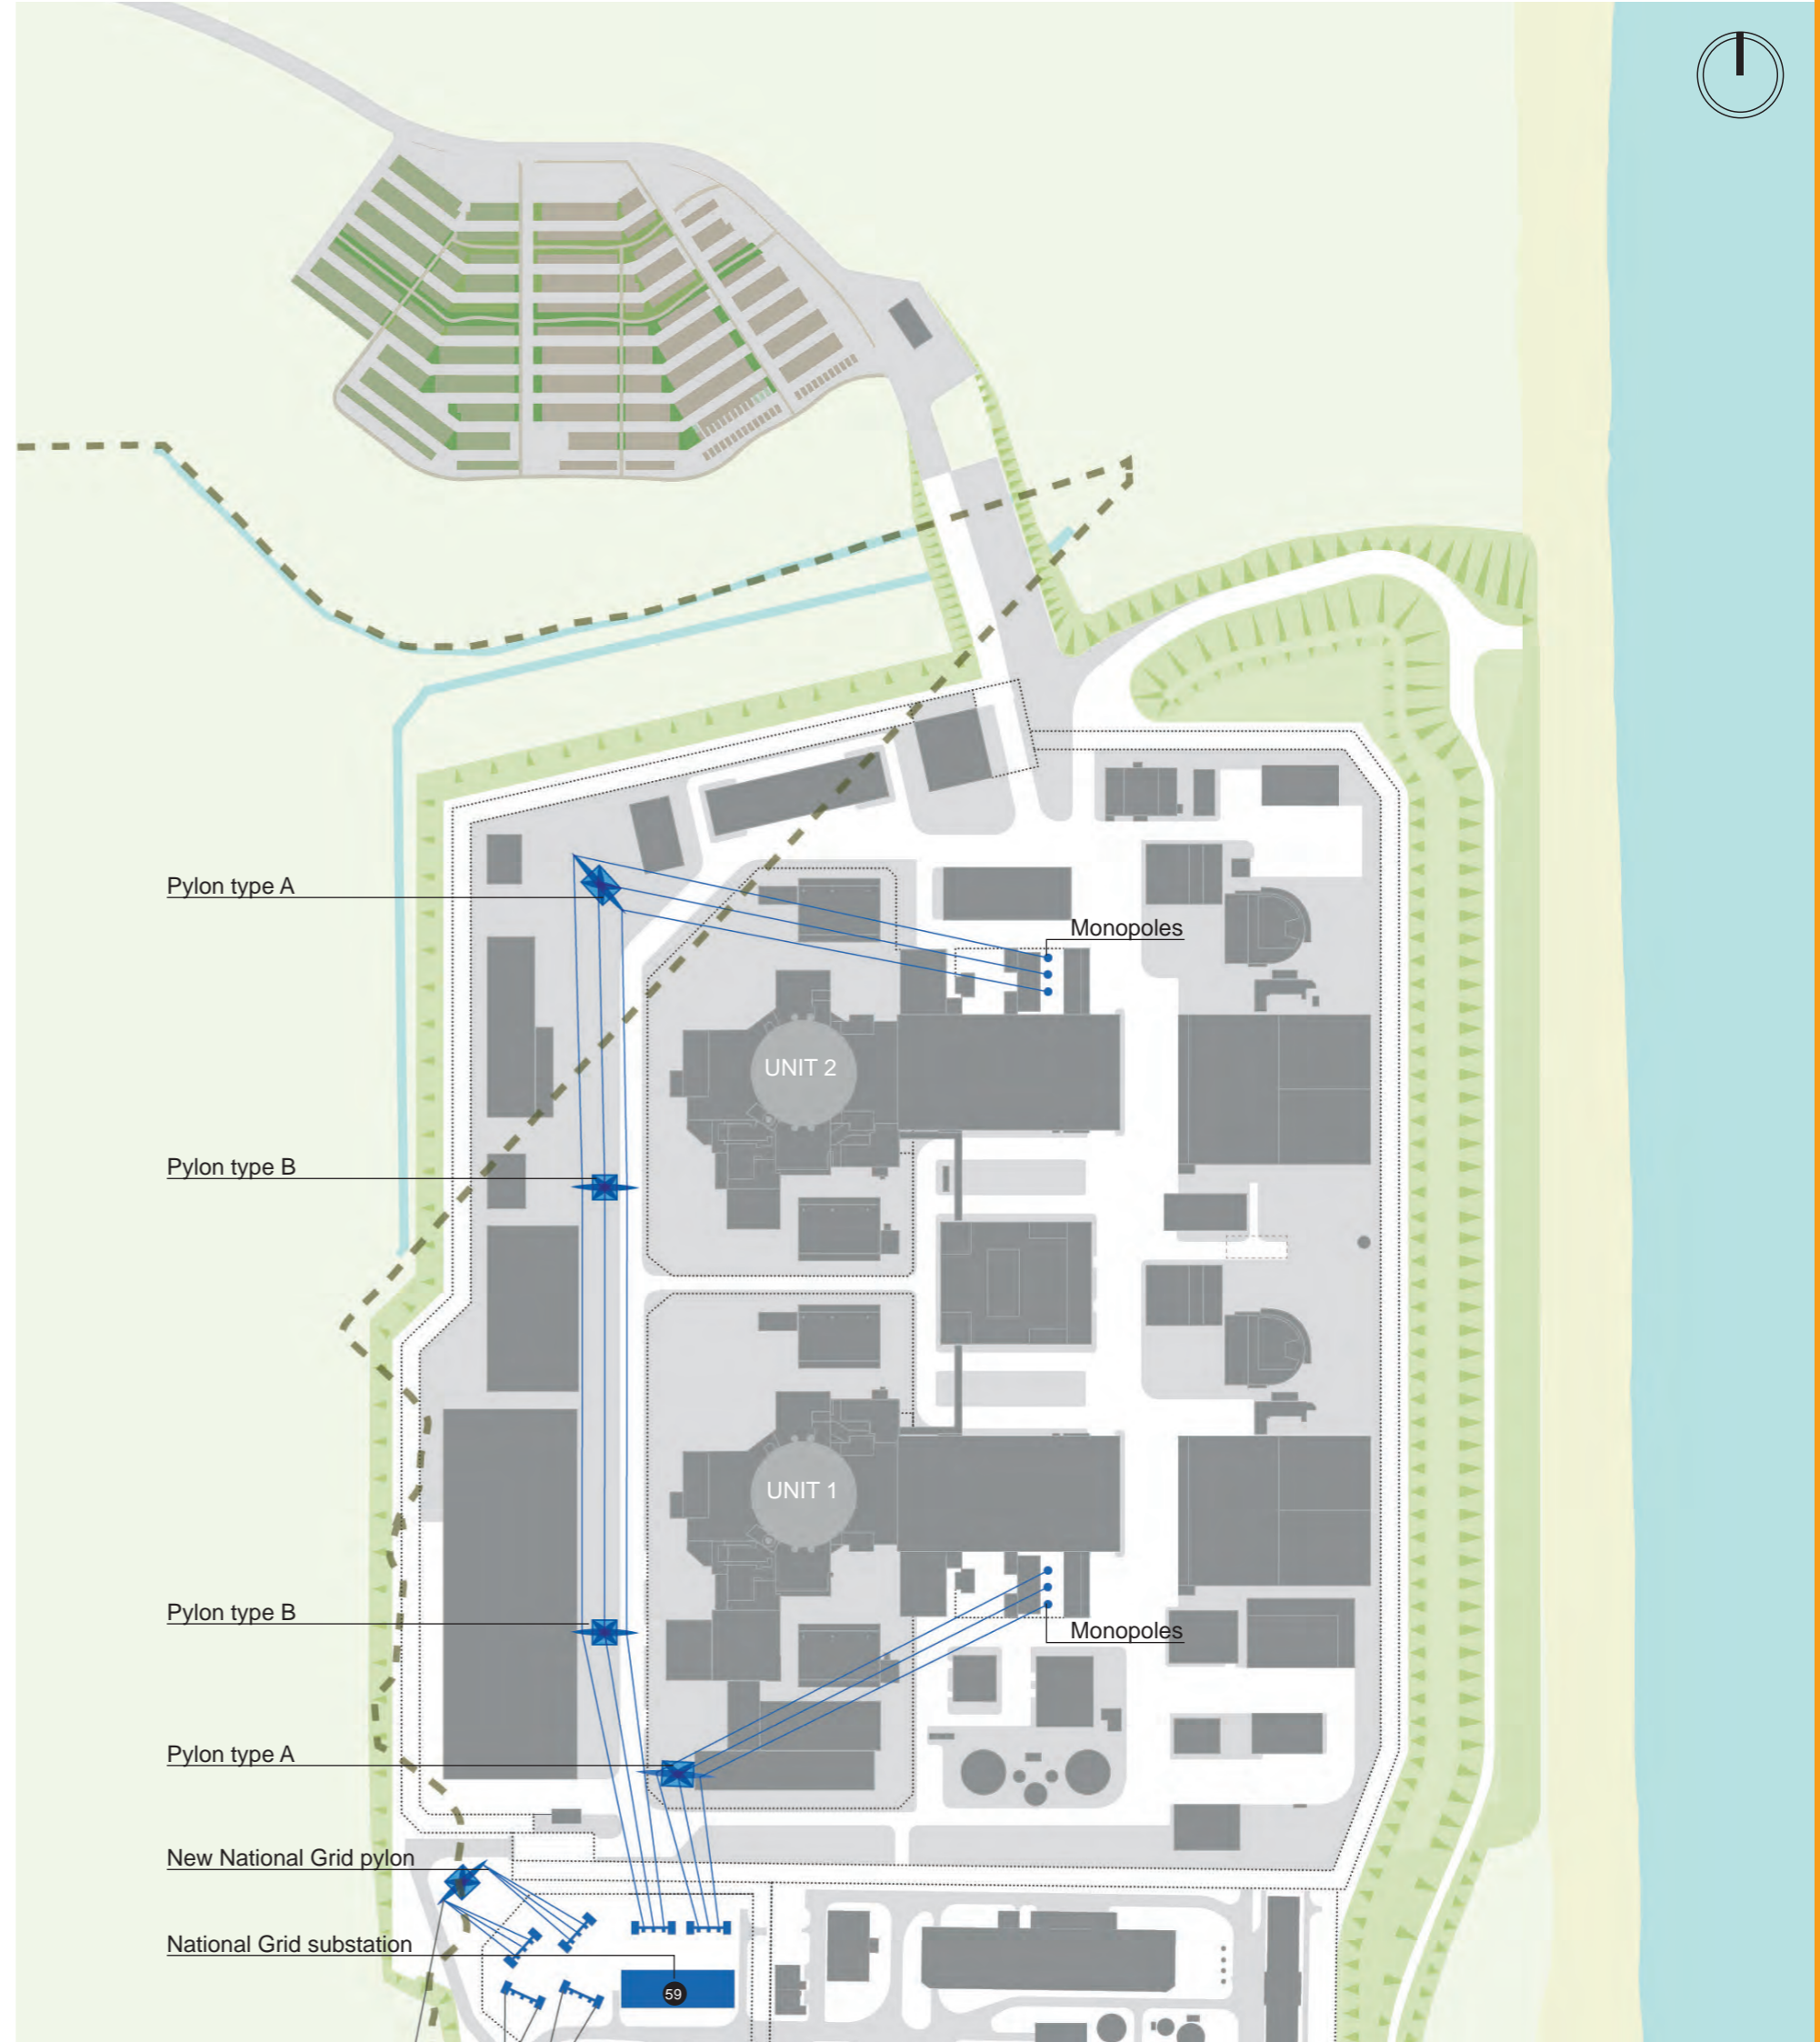 Pylon type A
Monopoles
UNIT 2
Pylon type B
UNIT 1
Pylon type B
Monopoles
Pylon type A
New National Grid pylon
National Grid substation
59